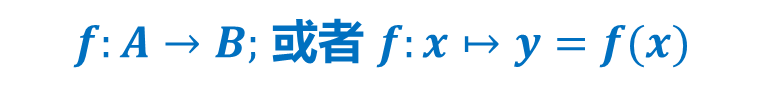 f: A → B; 或者 f: x ↦ y = f(x)